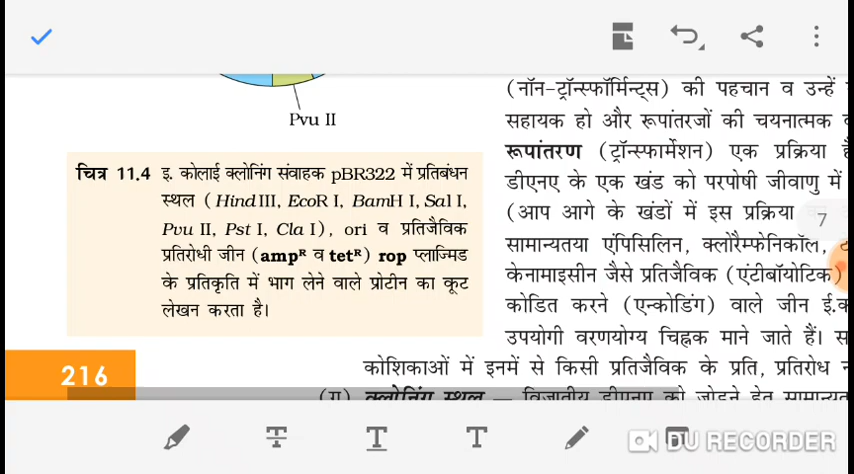 Pvu II
चित्र 11.4 इ. कोलाई क्लोनिंग संवाहक pBR322 में प्रतिबंधन
स्थल (Hind III, EcoR I, BamH I, Sal I,
Pvu II, Pst I, Cla I), ori व प्रतिजैविक
प्रतिरोधी जीन (ampᴿ व tetᴿ) rop प्लाज्मिड
के प्रतिकृति में भाग लेने वाले प्रोटीन का कूट
लेखन करता है।
216
(नॉन-ट्रॉन्स्फॉर्मिन्ट्स) की पहचान व उन्हें
सहायक हो और रूपांतरजों की चयनात्मक
रूपांतरण (ट्रॉन्स्फार्मेशन) एक प्रक्रिया
डीएनए के एक खंड को परपोषी जीवाणु में
(आप आगे के खंडों में इस प्रक्रिया का
7
सामान्यतया एंपिसिलिन, क्लोरैम्फेनिकॉल,
केनामाइसीन जैसे प्रतिजैविक (एंटीबॉयोटिक)
कोडित करने (एन्कोडिंग) वाले जीन ई.
उपयोगी वरणयोग्य चिह्नक माने जाते हैं।
कोशिकाओं में इनमें से किसी प्रतिजैविक के प्रति, प्रतिरोध
(ग) क्लोनिंग स्थल — विजातीय डीएनए को जोड़ने हेतु
T T T
DU RECORDER